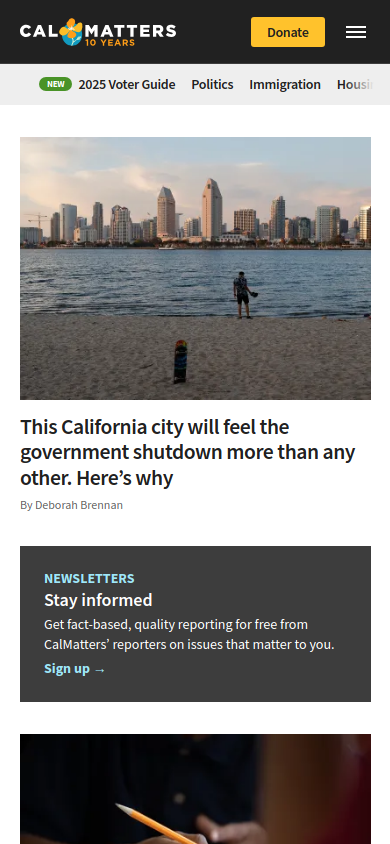 CALMATTERS
10 YEARS
Donate
NEW 2025 Voter Guide Politics Immigration
This California city will feel the
government shutdown more than any
other. Here’s why
By Deborah Brennan
NEWSLETTERS
Stay informed
Get fact-based, quality reporting for free from
CalMatters’ reporters on issues that matter to you.
Sign up →